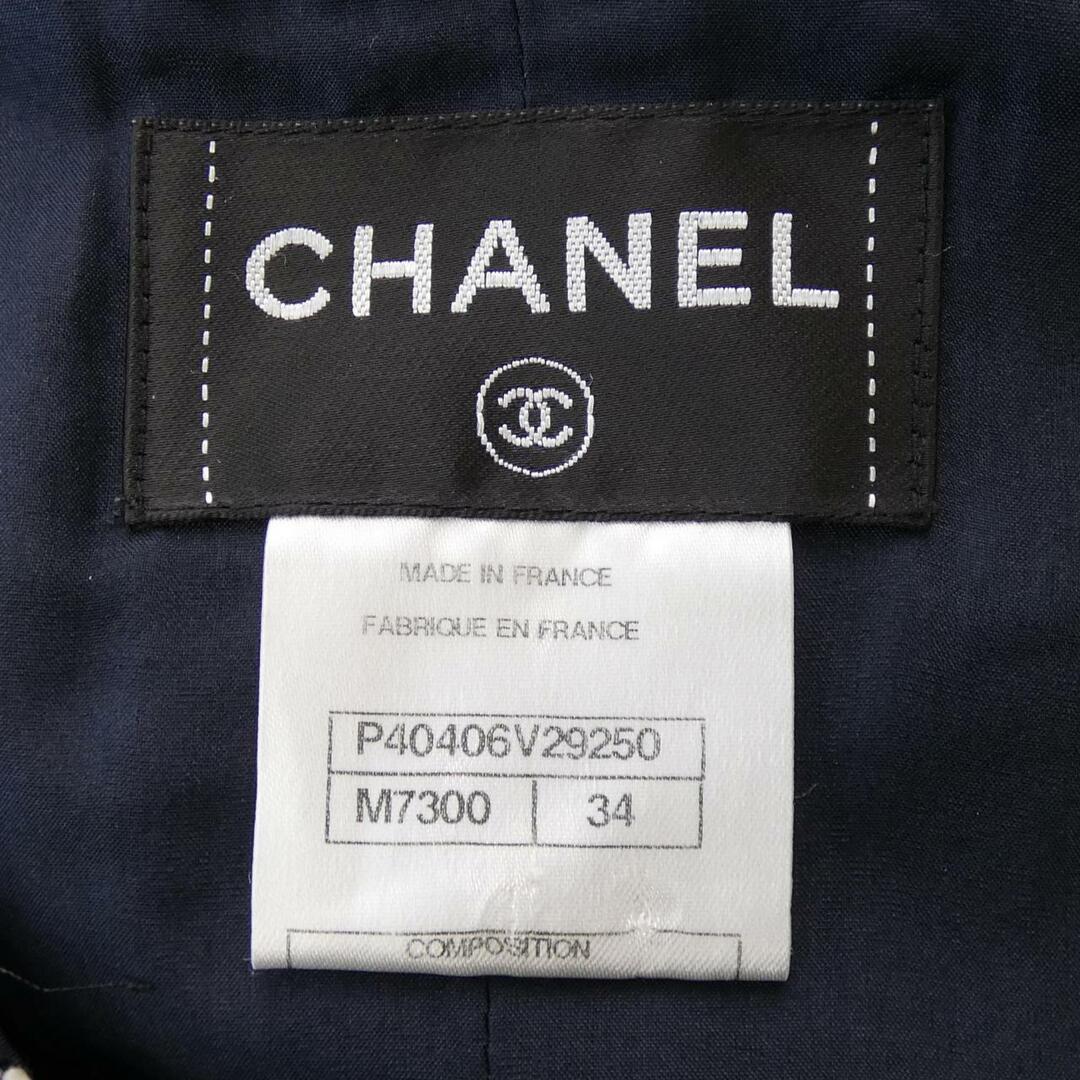 CHANEL
MADE IN FRANCE
FABRIQUE EN FRANCE
P40406V29250
M7300 34
COMPOSITION